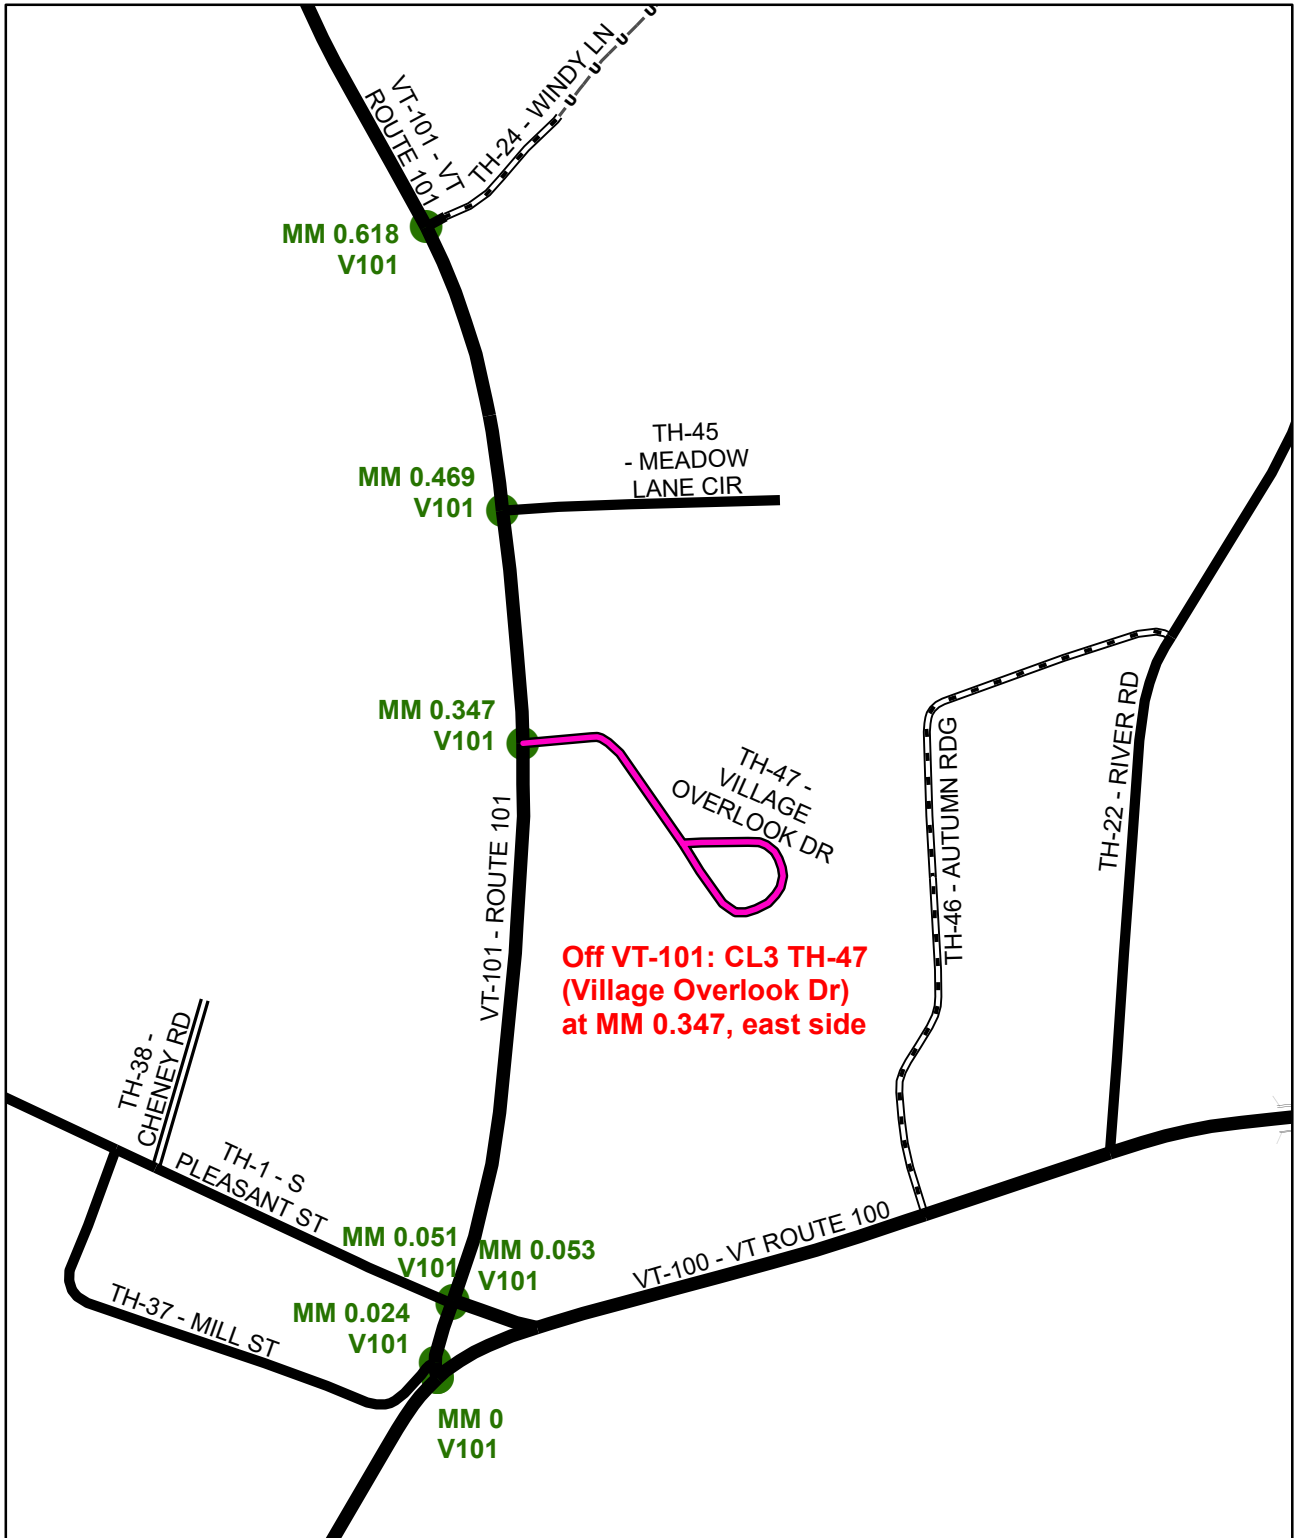 VT-101 - VT
ROUTE 101
TH-24 - WINDY LN
U
U
U
U
MM 0.618
V101
TH-45
- MEADOW
LANE CIR
MM 0.469
V101
MM 0.347
V101
TH-47 -
VILLAGE
OVERLOOK DR
TH-46 - AUTUMN RDG
TH-22 - RIVER RD
VT-101 - ROUTE 101
Off VT-101: CL3 TH-47
(Village Overlook Dr)
at MM 0.347, east side
TH-38 -
CHENEY RD
TH-1 - S
PLEASANT ST
MM 0.051
V101
MM 0.053
V101
VT-100 - VT ROUTE 100
TH-37 - MILL ST
MM 0.024
V101
MM 0
V101